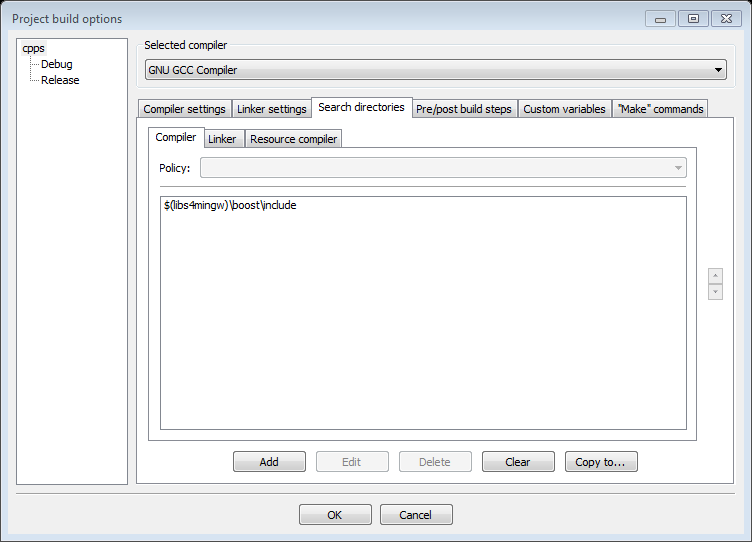 Project build options
cpps
Debug
Release
Selected compiler
GNU GCC Compiler
Compiler settings Linker settings Search directories Pre/post build steps Custom variables "Make" commands
Compiler Linker Resource compiler
Policy:
$(libs4mingw)\boost\include
Add Edit Delete Clear Copy to...
OK Cancel